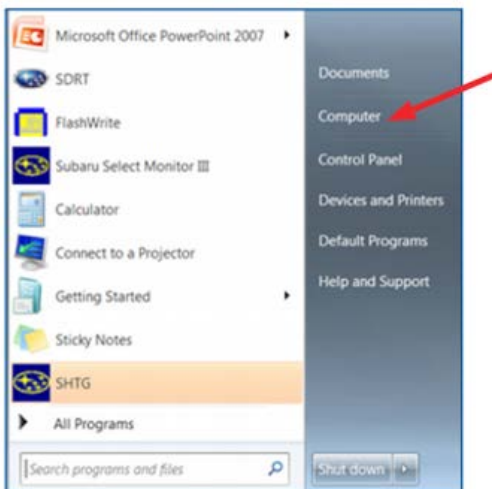 Microsoft Office PowerPoint 2007
SDRT
FlashWrite
Subaru Select Monitor III
Calculator
Connect to a Projector
Getting Started
Sticky Notes
SHTG
All Programs
Search programs and files
Documents
Computer
Control Panel
Devices and Printers
Default Programs
Help and Support
Shut down